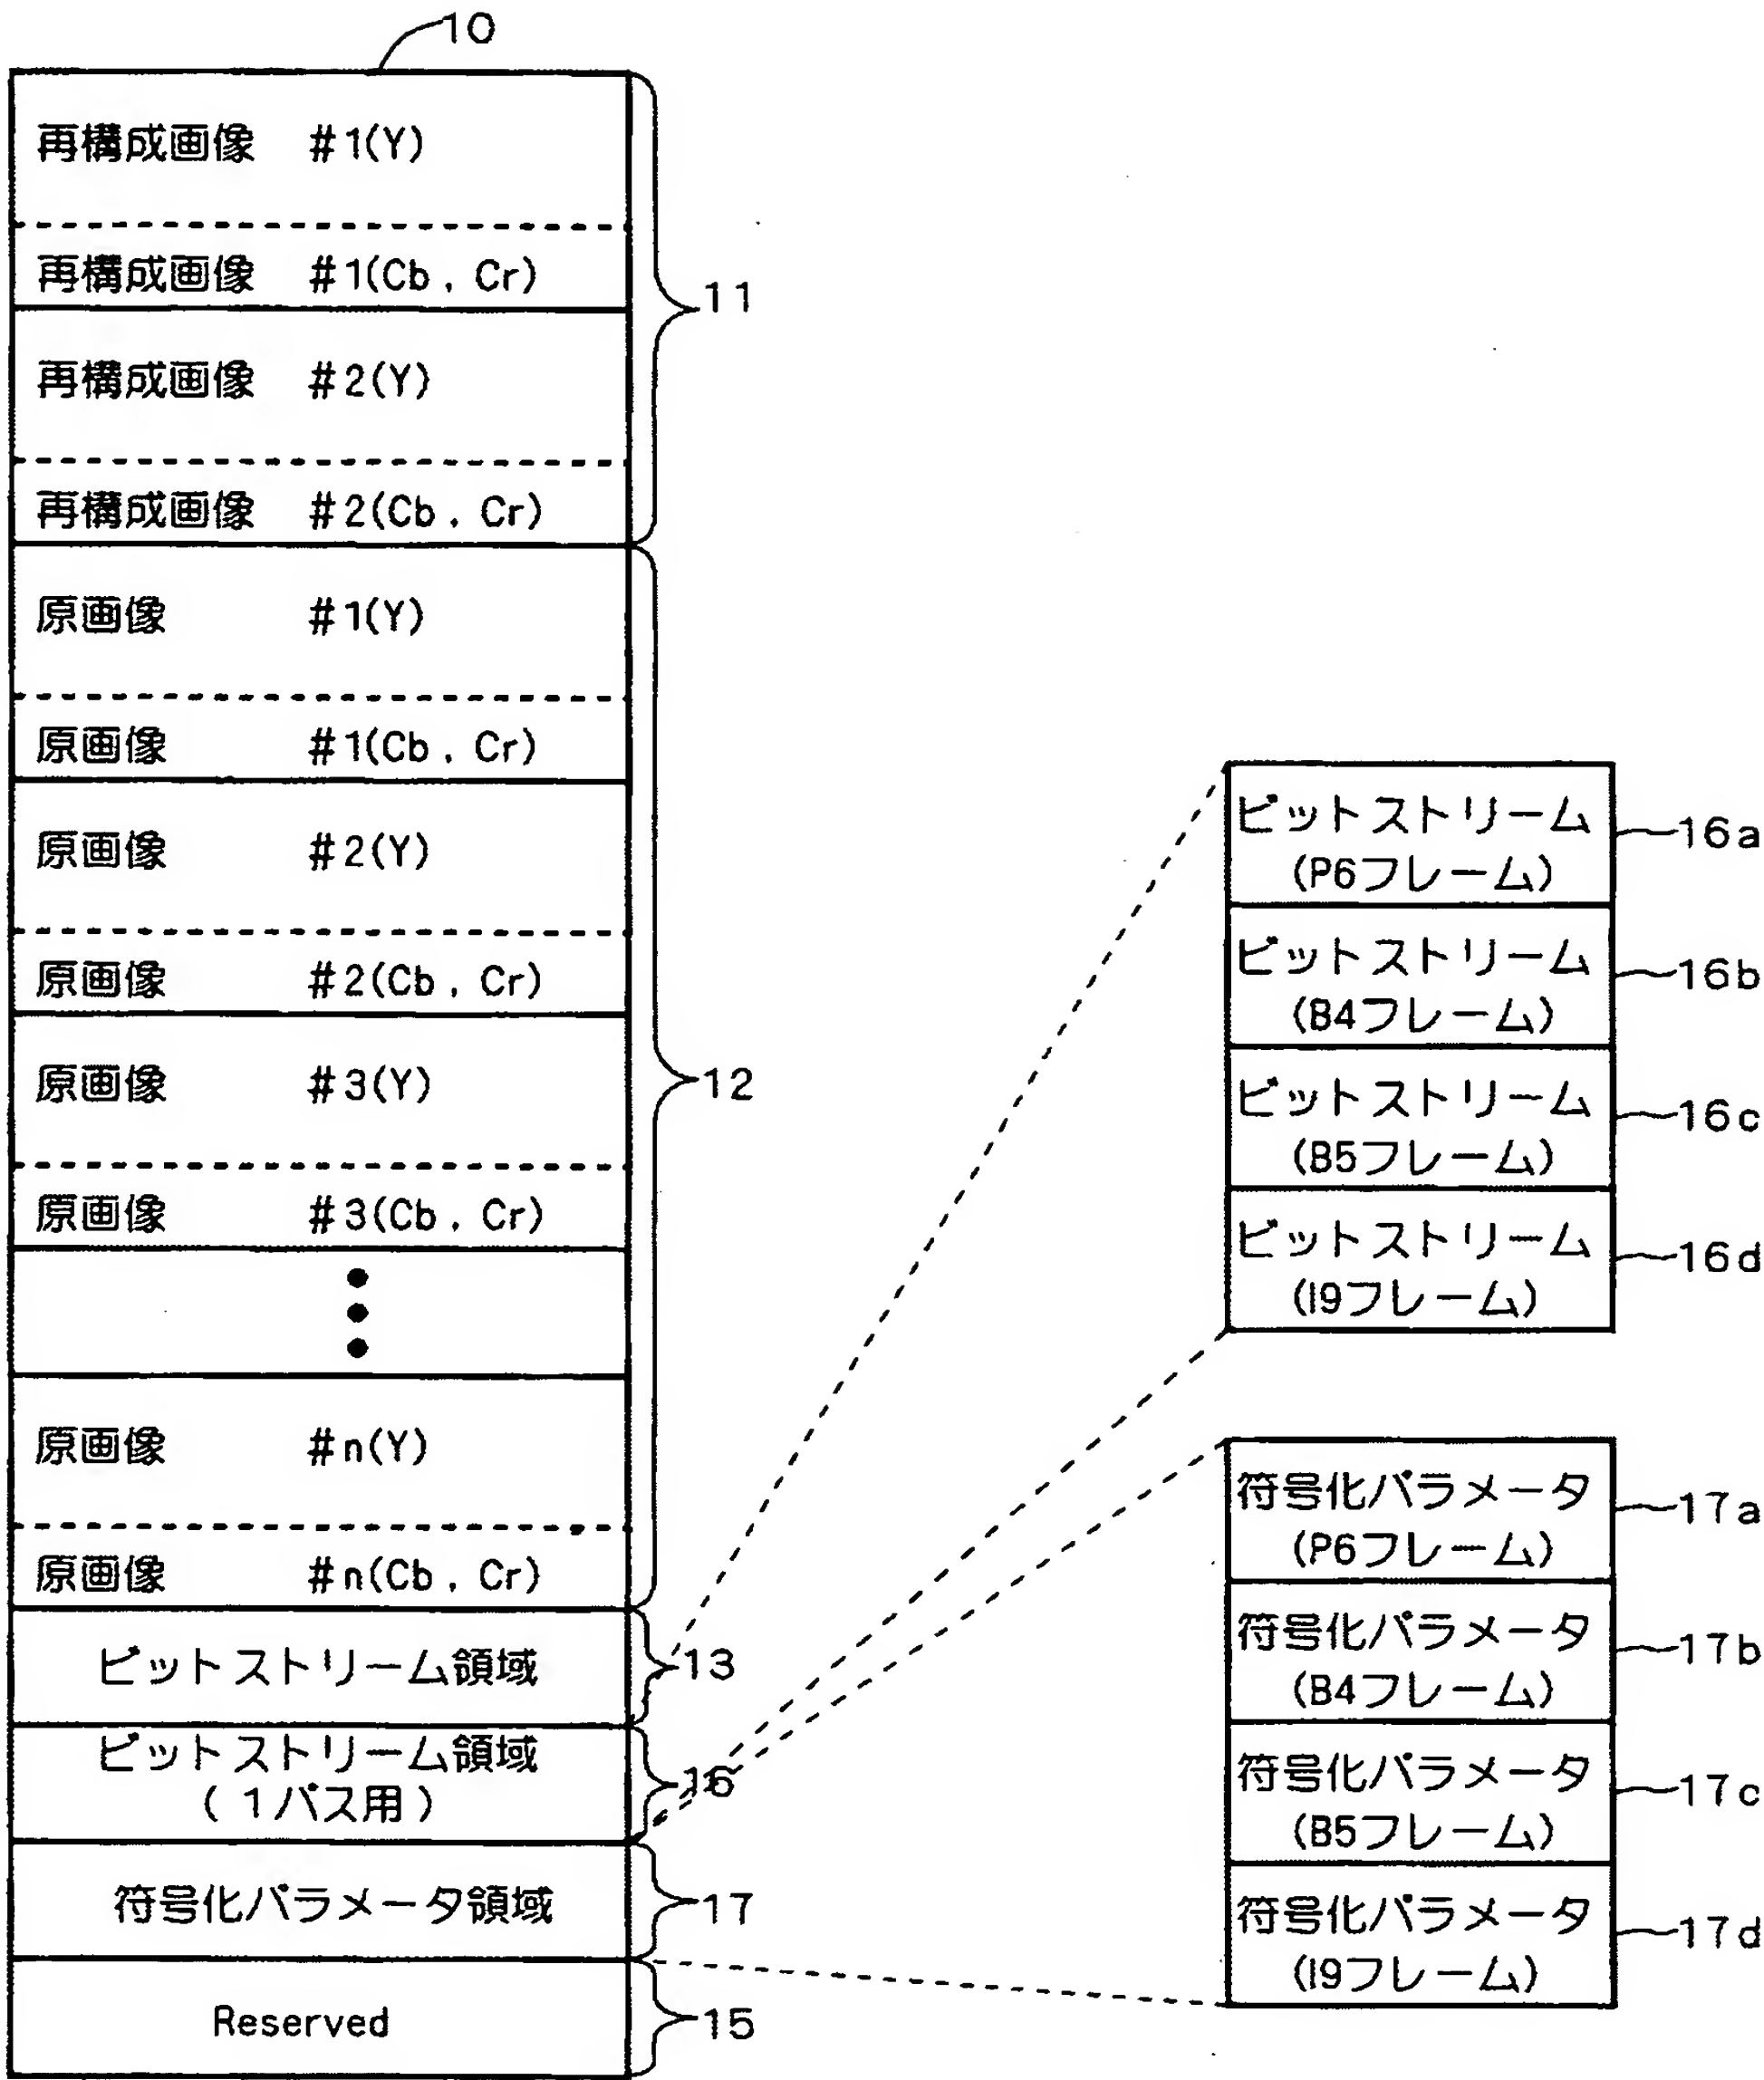 10
再構成画像 #1(Y)
再構成画像 #1(Cb, Cr)
11
再構成画像 #2(Y)
再構成画像 #2(Cb, Cr)
原画像 #1(Y)
原画像 #1(Cb, Cr)
原画像 #2(Y)
原画像 #2(Cb, Cr)
原画像 #3(Y)
12
原画像 #3(Cb, Cr)
原画像 #n(Y)
原画像 #n(Cb, Cr)
ビットストリーム領域
13
ビットストリーム領域
(1パス用)
16
符号化パラメータ領域
17
Reserved
15
ビットストリーム
(P6フレーム)
16a
ビットストリーム
(B4フレーム)
16b
ビットストリーム
(B5フレーム)
16c
ビットストリーム
(I9フレーム)
16d
符号化パラメータ
(P6フレーム)
17a
符号化パラメータ
(B4フレーム)
17b
符号化パラメータ
(B5フレーム)
17c
符号化パラメータ
(I9フレーム)
17d